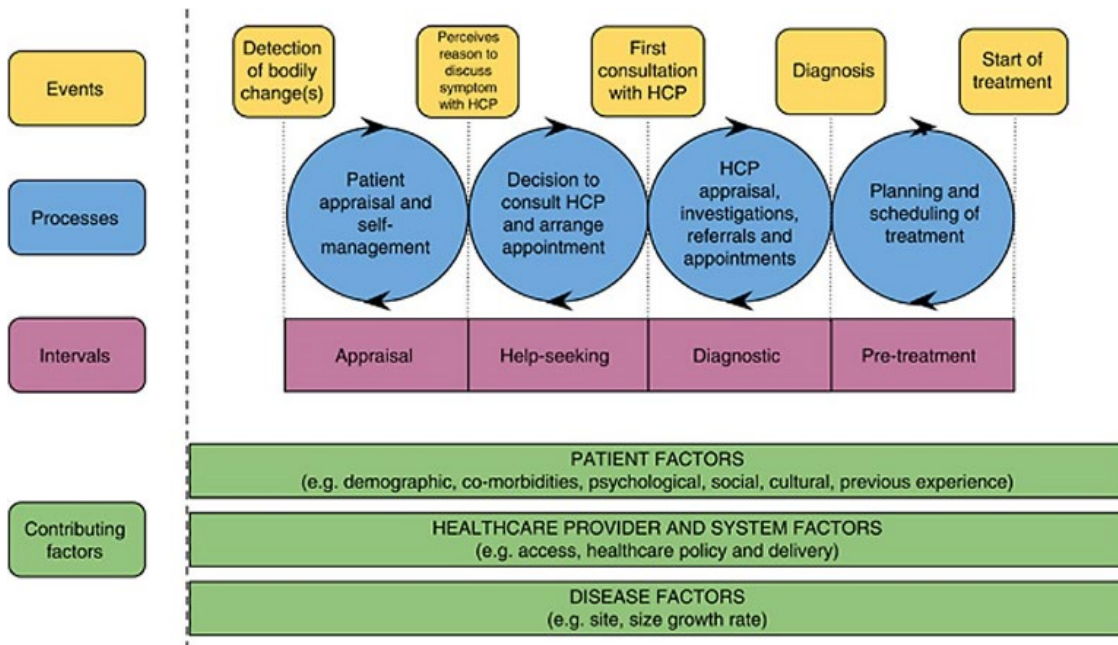 Events
Detection
of bodily
change(s)
Perceives
reason to
discuss
symptom
with HCP
First
consultation
with HCP
Diagnosis
Start of
treatment
Processes
Patient
appraisal and
self-
management
Decision to
consult HCP
and arrange
appointment
HCP
appraisal,
investigations,
referrals and
appointments
Planning and
scheduling of
treatment
Intervals
Appraisal
Help-seeking
Diagnostic
Pre-treatment
Contributing
factors
PATIENT FACTORS
(e.g. demographic, co-morbidities, psychological, social, cultural, previous experience)
HEALTHCARE PROVIDER AND SYSTEM FACTORS
(e.g. access, healthcare policy and delivery)
DISEASE FACTORS
(e.g. site, size growth rate)